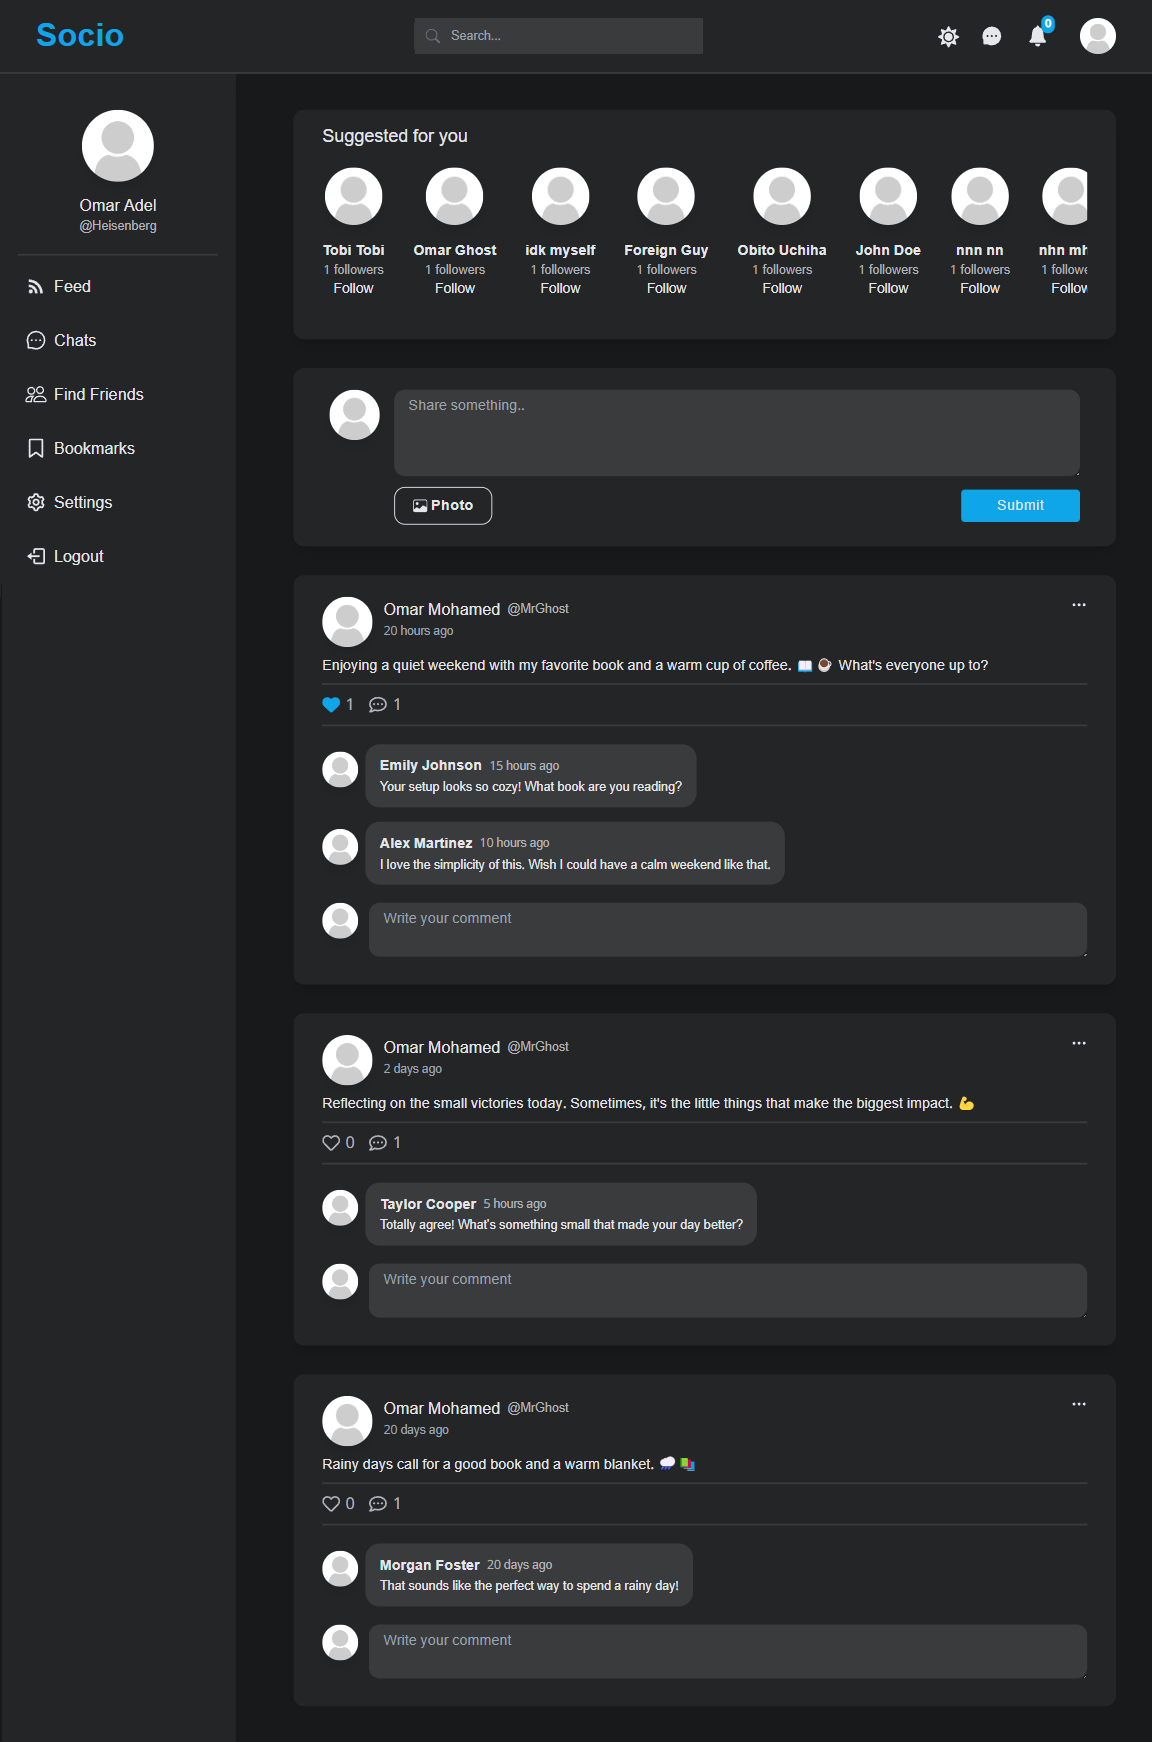 Socio
Search...
0
Omar Adel
@Heisenberg
Feed
Chats
Find Friends
Bookmarks
Settings
Logout
Suggested for you
Tobi Tobi
1 followers
Follow
Omar Ghost
1 followers
Follow
idk myself
1 followers
Follow
Foreign Guy
1 followers
Follow
Obito Uchiha
1 followers
Follow
John Doe
1 followers
Follow
nnn nn
1 followers
Follow
nhn
1
Follow
Share something..
Photo
Submit
Omar Mohamed @MrGhost
20 hours ago
Enjoying a quiet weekend with my favorite book and a warm cup of coffee. 📖 ☕ What's everyone up to?
1 1
Emily Johnson 15 hours ago
Your setup looks so cozy! What book are you reading?
Alex Martinez 10 hours ago
I love the simplicity of this. Wish I could have a calm weekend like that.
Write your comment
Omar Mohamed @MrGhost
2 days ago
Reflecting on the small victories today. Sometimes, it's the little things that make the biggest impact. 💪
0 1
Taylor Cooper 5 hours ago
Totally agree! What's something small that made your day better?
Write your comment
Omar Mohamed @MrGhost
20 days ago
Rainy days call for a good book and a warm blanket. 🌧️ 📚
0 1
Morgan Foster 20 days ago
That sounds like the perfect way to spend a rainy day!
Write your comment